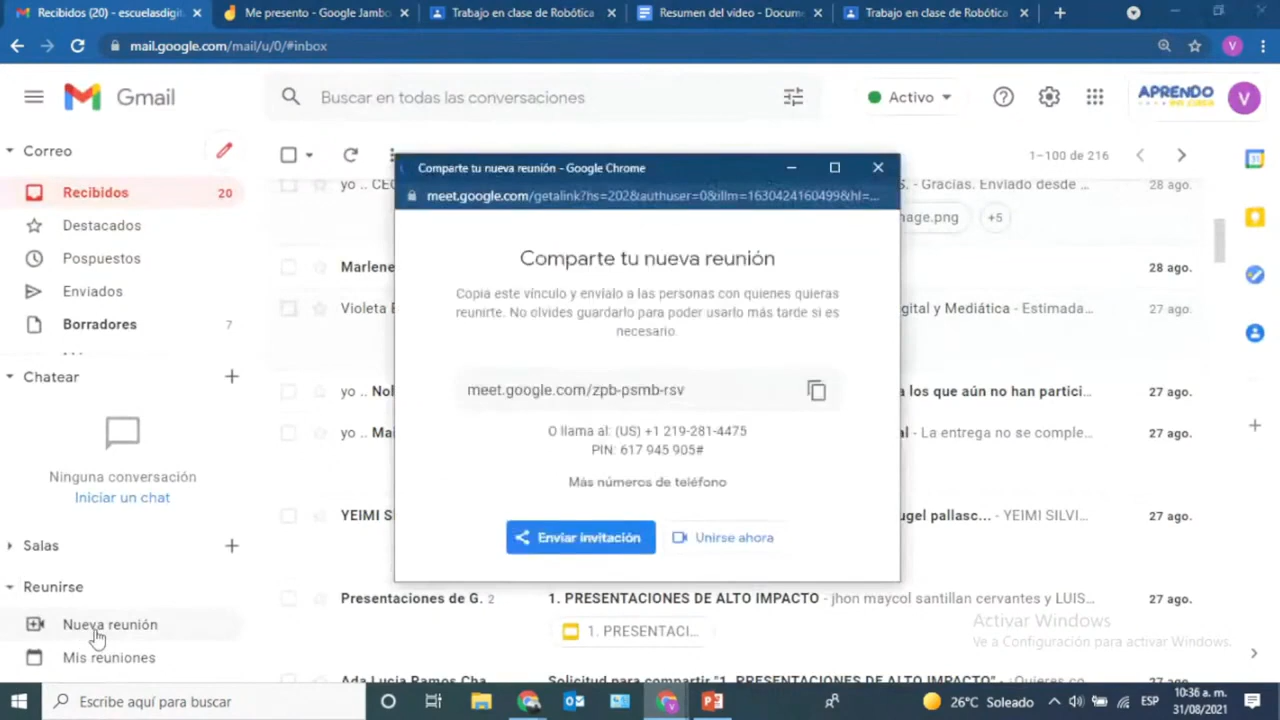 Recibidos (20) - escuelasdigit
Me presento - Google Jambo
Trabajo en clase de Robótica
Resumen del video - Docume
Trabajo en clase de Robótica
mail.google.com/mail/u/0/#inbox
V
Gmail
Buscar en todas las conversaciones
Activo
APRENDO
en casa
V
Correo
1–100 de 216
Recibidos 20
Destacados
Pospuestos
Enviados
Borradores 7
Chatear
Ninguna conversación
Iniciar un chat
Salas
Reunirse
Nueva reunión
Mis reuniones
yo .. CEC
S. - Gracias. Enviado desde ...
28 ago.
nage.png
+5
Marlene
28 ago.
Violeta E
gital y Mediática - Estimada...
27 ago.
yo .. Nol
a los que aún no han partici...
27 ago.
yo .. Mai
al - La entrega no se comple...
27 ago.
YEIMI S
ugel pallasc... - YEIMI SILVI...
27 ago.
Presentaciones de G. 2
1. PRESENTACIONES DE ALTO IMPACTO - jhon maycol santillan cervantes y LUIS...
27 ago.
1. PRESENTACI...
Ada Lucia Ramos Cha
Solicitud para compartir "1. PRESENTACIONES DE ALTO IMPACTO" - ¿Quieres co
27 ago.
Comparte tu nueva reunión - Google Chrome
meet.google.com/getalink?hs=202&authuser=0&illm=1630424160499&hl=...
Comparte tu nueva reunión
Copia este vínculo y envíalo a las personas con quienes quieras
reunirte. No olvides guardarlo para poder usarlo más tarde si es
necesario.
meet.google.com/zpb-psmb-rsv
O llama al: (US) +1 219-281-4475
PIN: 617 945 905#
Más números de teléfono
Enviar invitación
Unirse ahora
Activar Windows
Ve a Configuración para activar Windows.
Escribe aquí para buscar
26°C Soleado
ESP
10:36 a. m.
31/08/2021